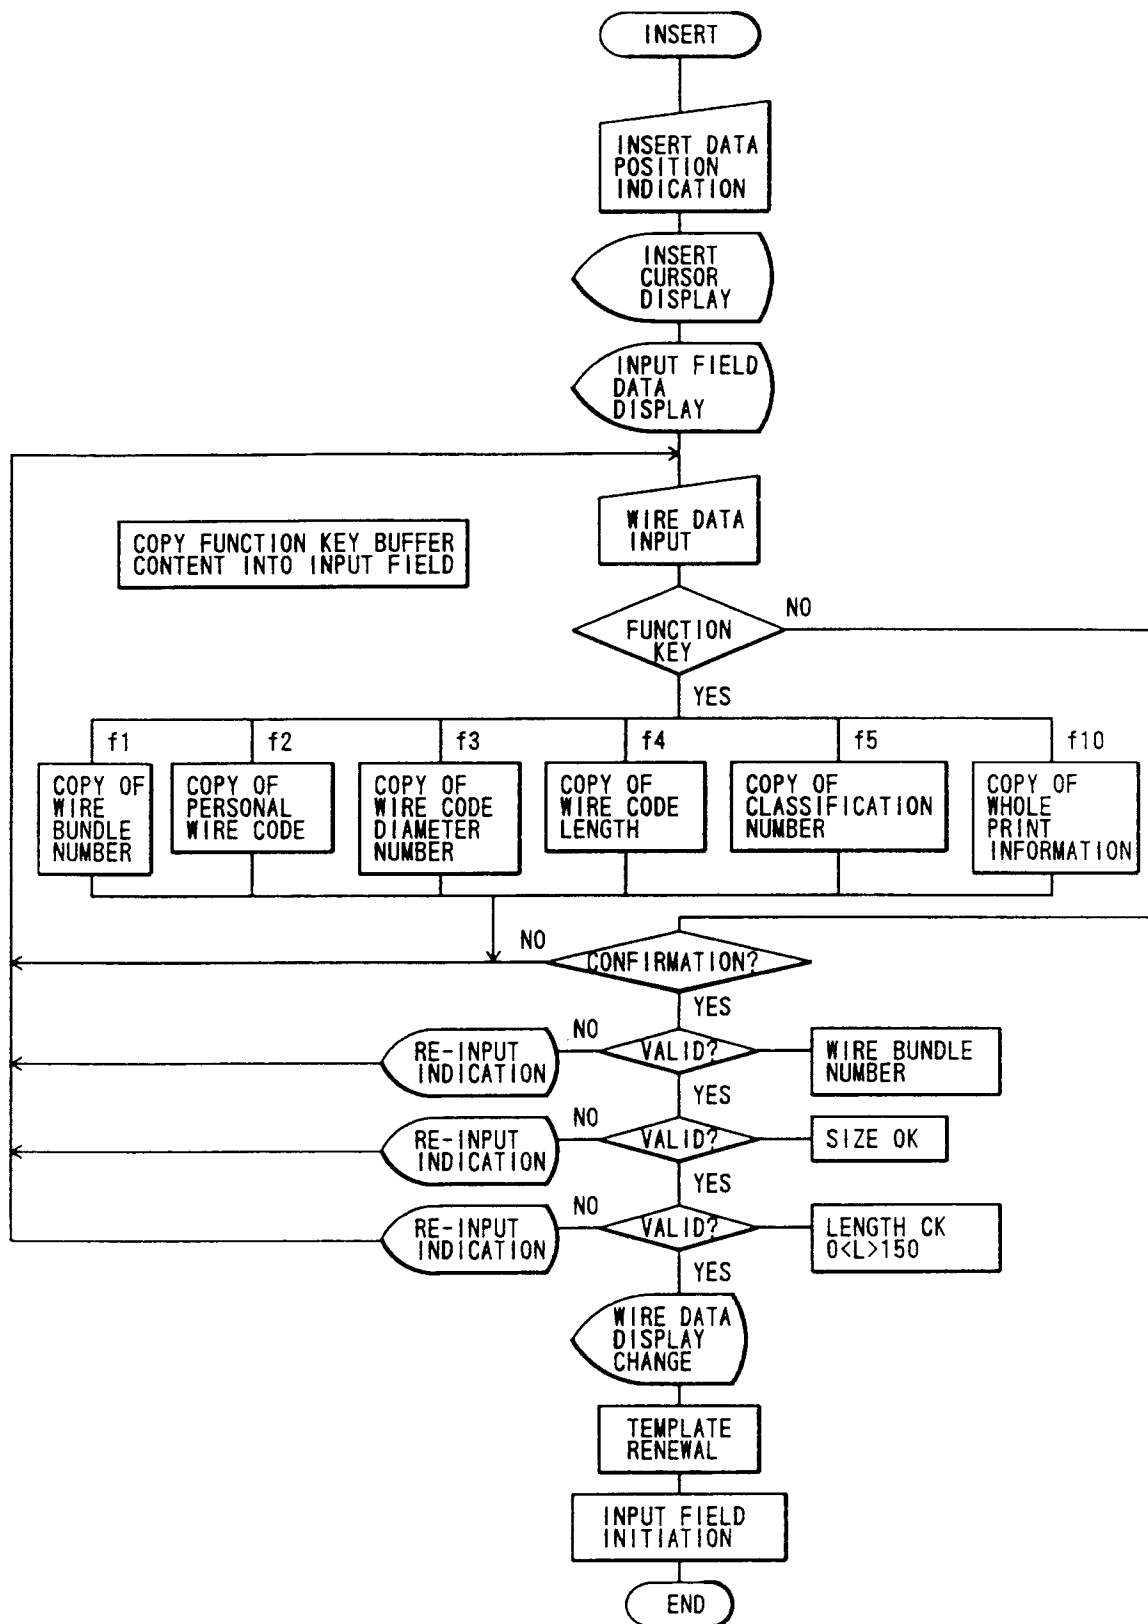 INSERT
INSERT DATA
POSITION
INDICATION
INSERT
CURSOR
DISPLAY
INPUT FIELD
DATA
DISPLAY
WIRE DATA
INPUT
COPY FUNCTION KEY BUFFER
CONTENT INTO INPUT FIELD
NO
FUNCTION
KEY
YES
f1
f2
f3
f4
f5
f10
COPY OF
WIRE
BUNDLE
NUMBER
COPY OF
PERSONAL
WIRE CODE
COPY OF
WIRE CODE
DIAMETER
NUMBER
COPY OF
WIRE CODE
LENGTH
COPY OF
CLASSIFICATION
NUMBER
COPY OF
WHOLE
PRINT
INFORMATION
NO
CONFIRMATION?
YES
RE-INPUT
INDICATION
NO
VALID?
WIRE BUNDLE
NUMBER
YES
RE-INPUT
INDICATION
NO
VALID?
SIZE OK
YES
RE-INPUT
INDICATION
NO
VALID?
LENGTH CK
0<L>150
YES
WIRE DATA
DISPLAY
CHANGE
TEMPLATE
RENEWAL
INPUT FIELD
INITIATION
END